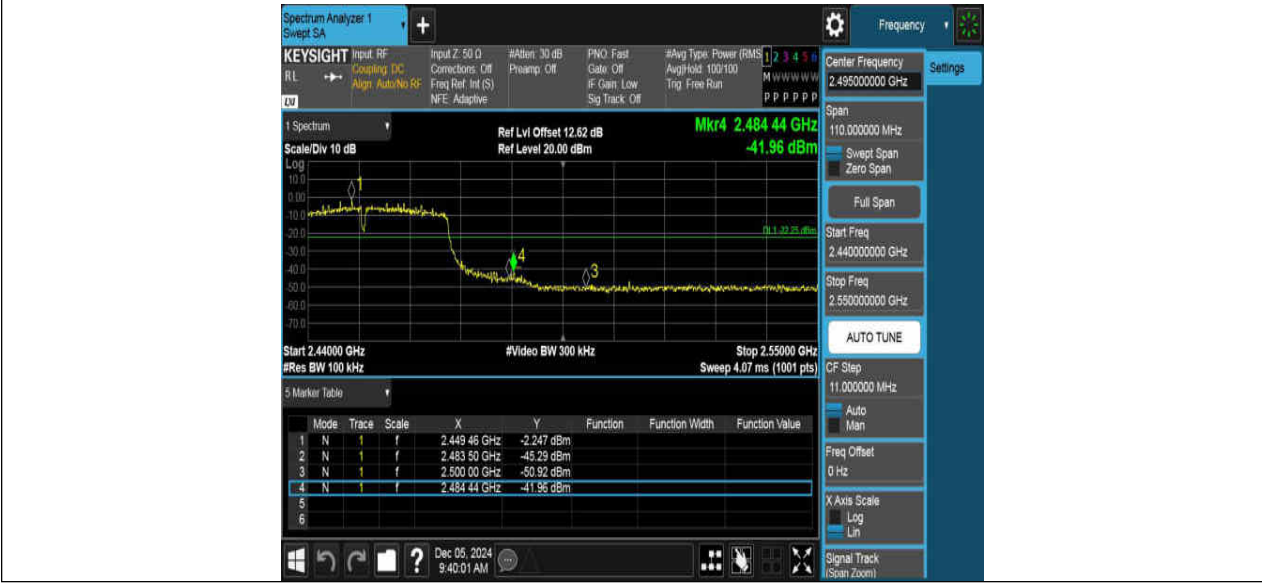 Spectrum Analyzer 1
Swept SA
+
Frequency
KEYSIGHT
RL
LXI
Input: RF
Coupling: DC
Align: Auto/No RF
Input Z: 50 Ω
Corrections: Off
Freq Ref: Int (S)
NFE: Adaptive
#Atten: 30 dB
Preamp: Off
PNO: Fast
Gate: Off
IF Gain: Low
Sig Track: Off
#Avg Type: Power (RMS
Avg|Hold: 100/100
Trig: Free Run
1 2 3 4 5 6
M W W W W W
P P P P P P
Center Frequency
2.495000000 GHz
Settings
Span
110.000000 MHz
Swept Span
Zero Span
Full Span
Start Freq
2.440000000 GHz
Stop Freq
2.550000000 GHz
AUTO TUNE
CF Step
11.000000 MHz
Auto
Man
Freq Offset
0 Hz
X Axis Scale
Log
Lin
Signal Track
(Span Zoom)
1 Spectrum
Scale/Div 10 dB
Ref Lvl Offset 12.62 dB
Ref Level 20.00 dBm
Mkr4 2.484 44 GHz
-41.96 dBm
Log
10.0
0.00
-10.0
-20.0
-30.0
-40.0
-50.0
-60.0
-70.0
1
4
3
DL1 -22.25 dBm
Start 2.44000 GHz
#Res BW 100 kHz
#Video BW 300 kHz
Stop 2.55000 GHz
Sweep 4.07 ms (1001 pts)
5 Marker Table
Mode Trace Scale X Y Function Function Width Function Value
1 N 1 f 2.449 46 GHz -2.247 dBm
2 N 1 f 2.483 50 GHz -45.29 dBm
3 N 1 f 2.500 00 GHz -50.92 dBm
4 N 1 f 2.484 44 GHz -41.96 dBm
5
6
?
Dec 05, 2024
9:40:01 AM